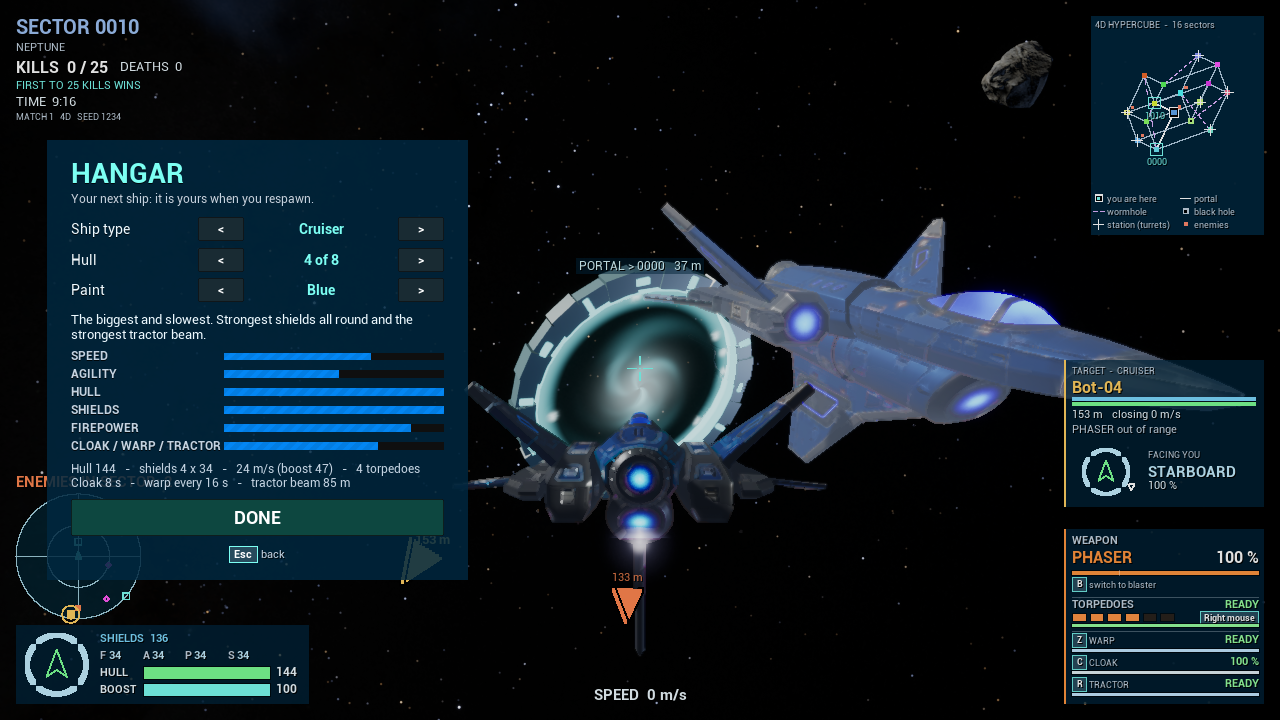 SECTOR 0010
NEPTUNE
KILLS 0 / 25 DEATHS 0
FIRST TO 25 KILLS WINS
TIME 9:16
MATCH 1 4D SEED 1234
4D HYPERCUBE - 16 sectors
1010
0000
you are here
portal
wormhole
black hole
station (turrets)
enemies
HANGAR
Your next ship: it is yours when you respawn.
Ship type < Cruiser >
Hull < 4 of 8 >
Paint < Blue >
The biggest and slowest. Strongest shields all round and the
strongest tractor beam.
SPEED
AGILITY
HULL
SHIELDS
FIREPOWER
CLOAK / WARP / TRACTOR
Hull 144 - shields 4 x 34 - 24 m/s (boost 47) - 4 torpedoes
Cloak 8 s - warp every 16 s - tractor beam 85 m
DONE
Esc back
PORTAL > 0000 37 m
153 m
133 m
TARGET - CRUISER
Bot-04
153 m closing 0 m/s
PHASER out of range
FACING YOU
STARBOARD
100 %
WEAPON
PHASER 100 %
B switch to blaster
TORPEDOES READY
Right mouse
Z WARP READY
C CLOAK 100 %
R TRACTOR READY
SHIELDS 136
F 34 A 34 P 34 S 34
HULL 144
BOOST 100
SPEED 0 m/s